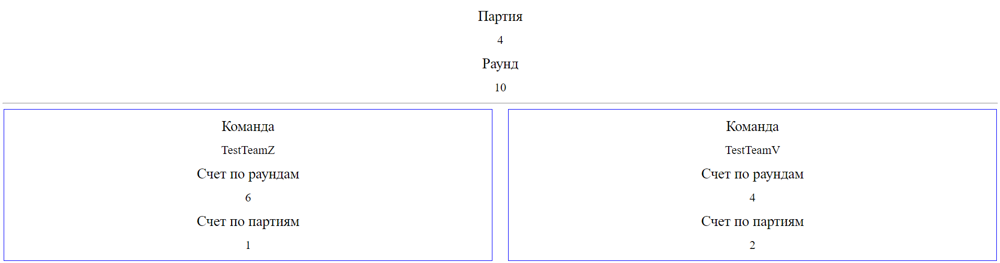 Партия
4
Раунд
10
Команда
TestTeamZ
Счет по раундам
6
Счет по партиям
1
Команда
TestTeamV
Счет по раундам
4
Счет по партиям
2